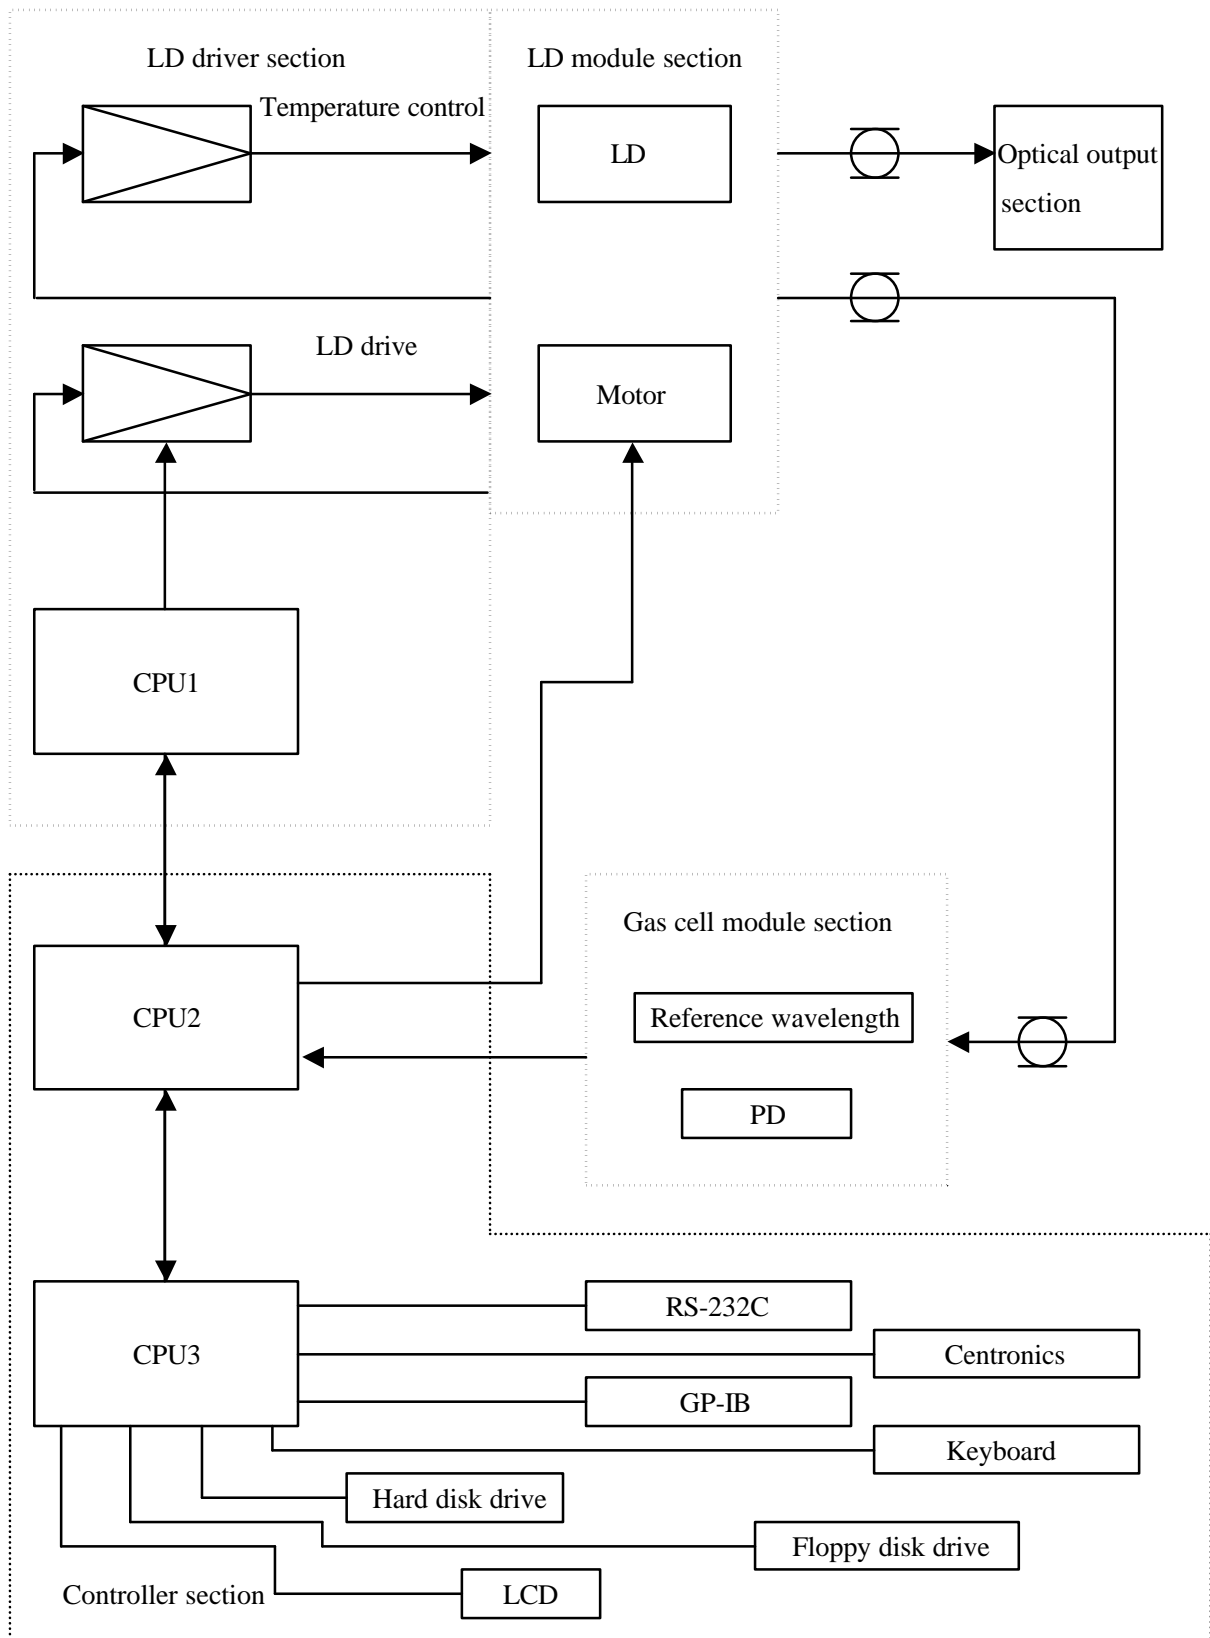 LD driver section
LD module section
Temperature control
LD
Optical output
section
LD drive
Motor
CPU1
Gas cell module section
CPU2
Reference wavelength
PD
RS-232C
CPU3
Centronics
GP-IB
Keyboard
Hard disk drive
Floppy disk drive
Controller section
LCD